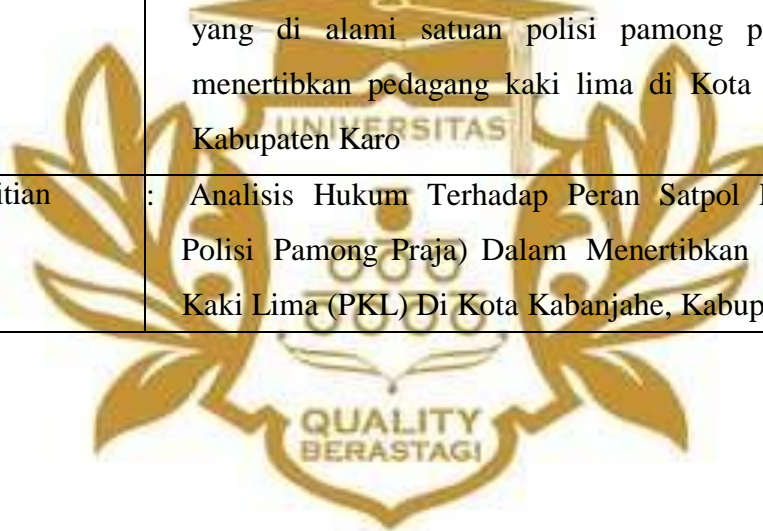 yang di alami satuan polisi pamong p
menertibkan pedagang kaki lima di Kota
Kabupaten Karo
UNIVERSITAS
itian : Analisis Hukum Terhadap Peran Satpol
Polisi Pamong Praja) Dalam Menertibkan
Kaki Lima (PKL) Di Kota Kabanjahe, Kabup
QUALITY
BERASTAGI